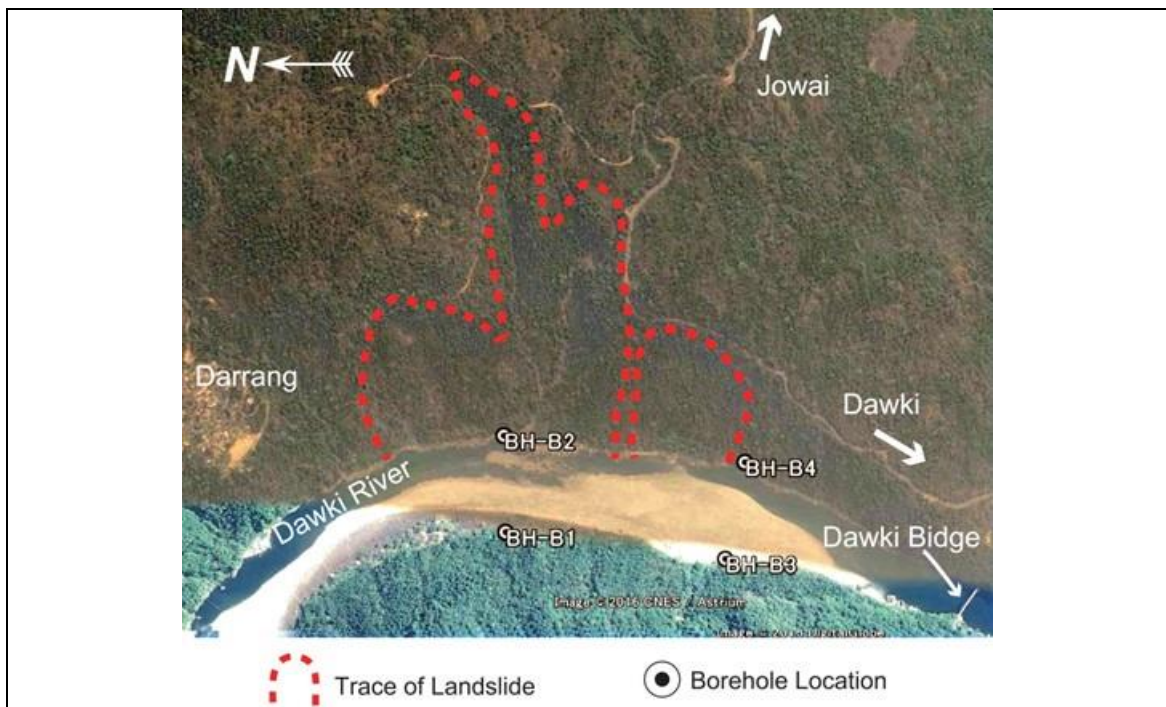 N
Jowai
Darrang
Dawki
BH-B2
BH-B4
Dawki River
BH-B1
BH-B3
Dawki Bidge
Image © 2016 CNES / Astrium
Trace of Landslide
Borehole Location